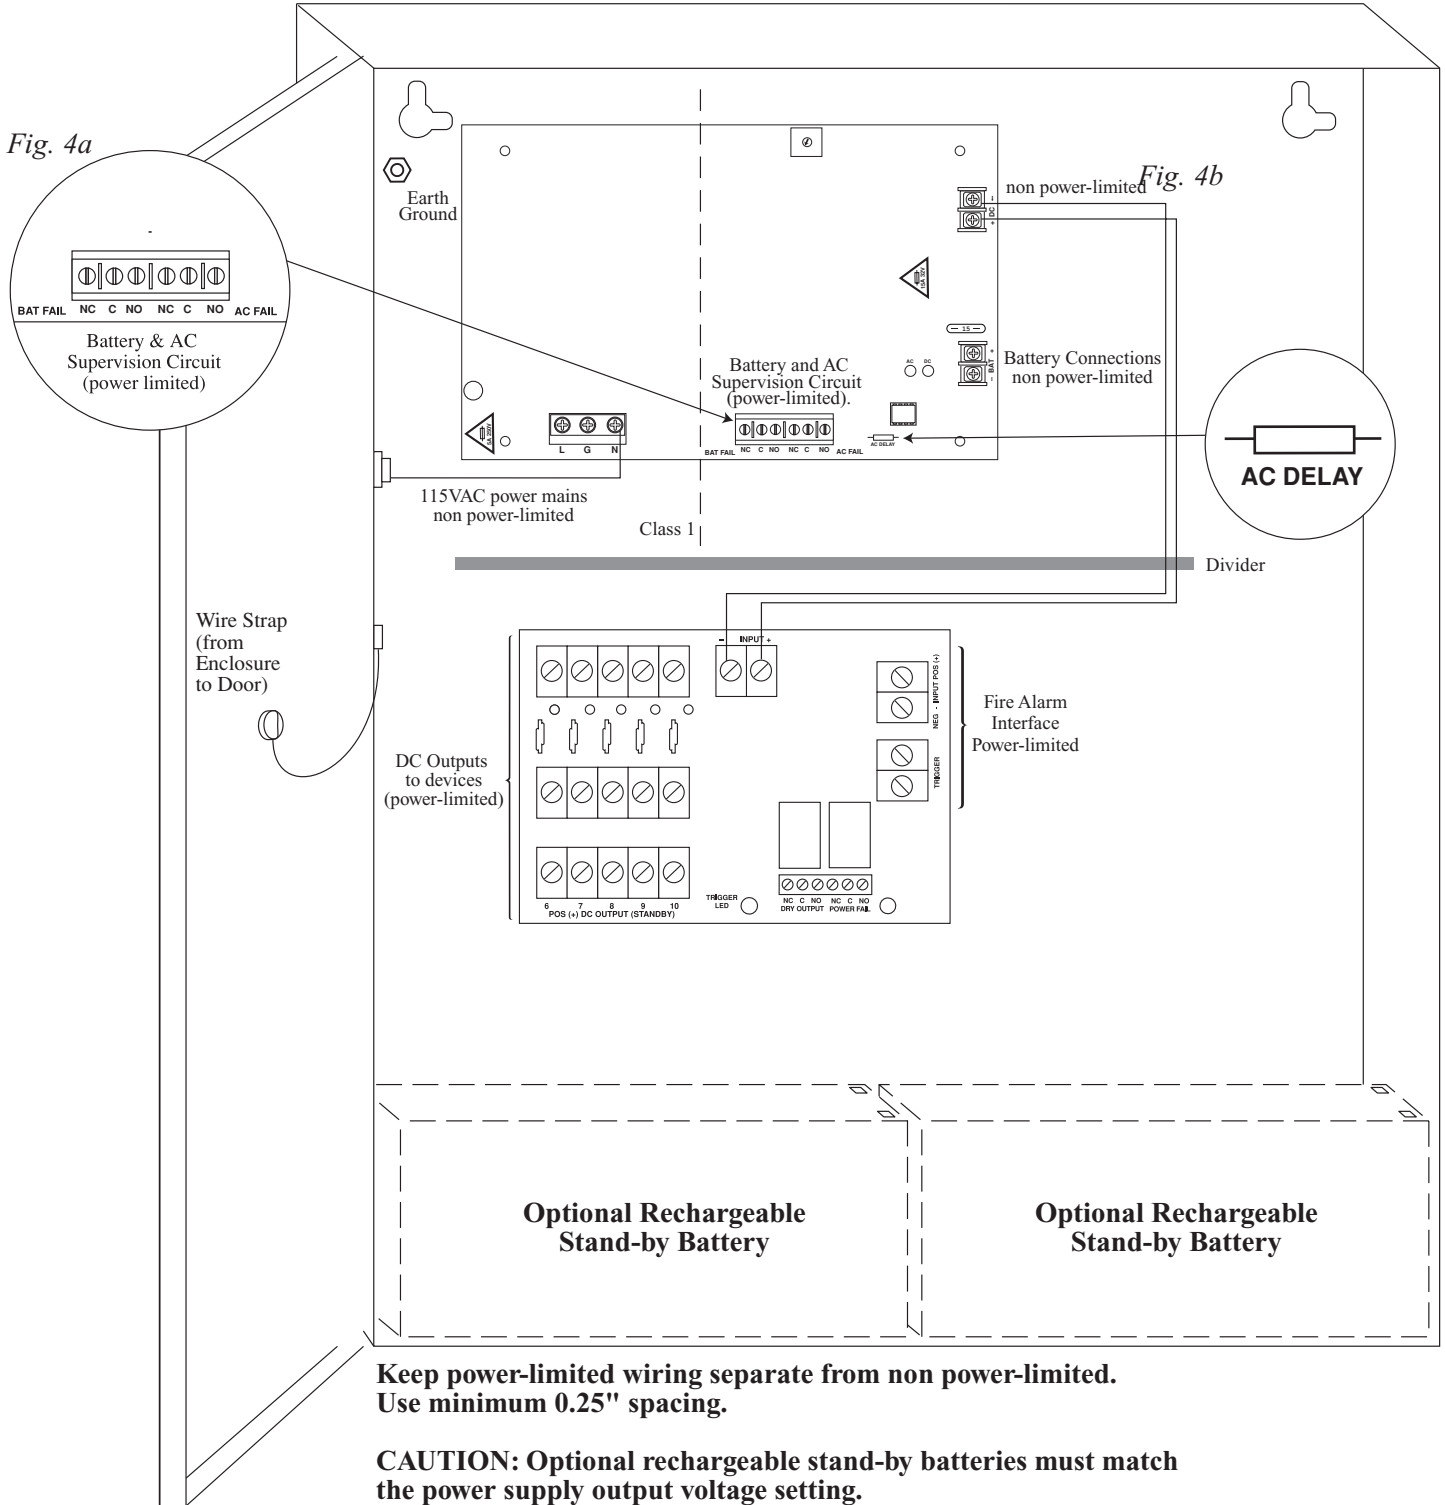 Fig. 4a
-
BAT FAIL NC C NO NC C NO AC FAIL
Battery & AC
Supervision Circuit
(power limited)
Earth
Ground
non power-limited
Fig. 4b
- DC +
15A 32V
15
AC DC
+ BAT -
Battery Connections
non power-limited
Battery and AC
Supervision Circuit
(power-limited).
5A 250V
L G N
BAT FAIL NC C NO NC C NO AC FAIL
AC DELAY
AC DELAY
115VAC power mains
non power-limited
Class 1
Divider
Wire Strap
(from
Enclosure
to Door)
- INPUT +
NEG - INPUT POS (+)
TRIGGER
Fire Alarm
Interface
Power-limited
DC Outputs
to devices
(power-limited)
6 7 8 9 10
POS (+) DC OUTPUT (STANDBY)
TRIGGER
LED
NC C NO NC C NO
DRY OUTPUT POWER FAIL
Optional Rechargeable
Stand-by Battery
Optional Rechargeable
Stand-by Battery
Keep power-limited wiring separate from non power-limited.
Use minimum 0.25" spacing.
CAUTION: Optional rechargeable stand-by batteries must match
the power supply output voltage setting.